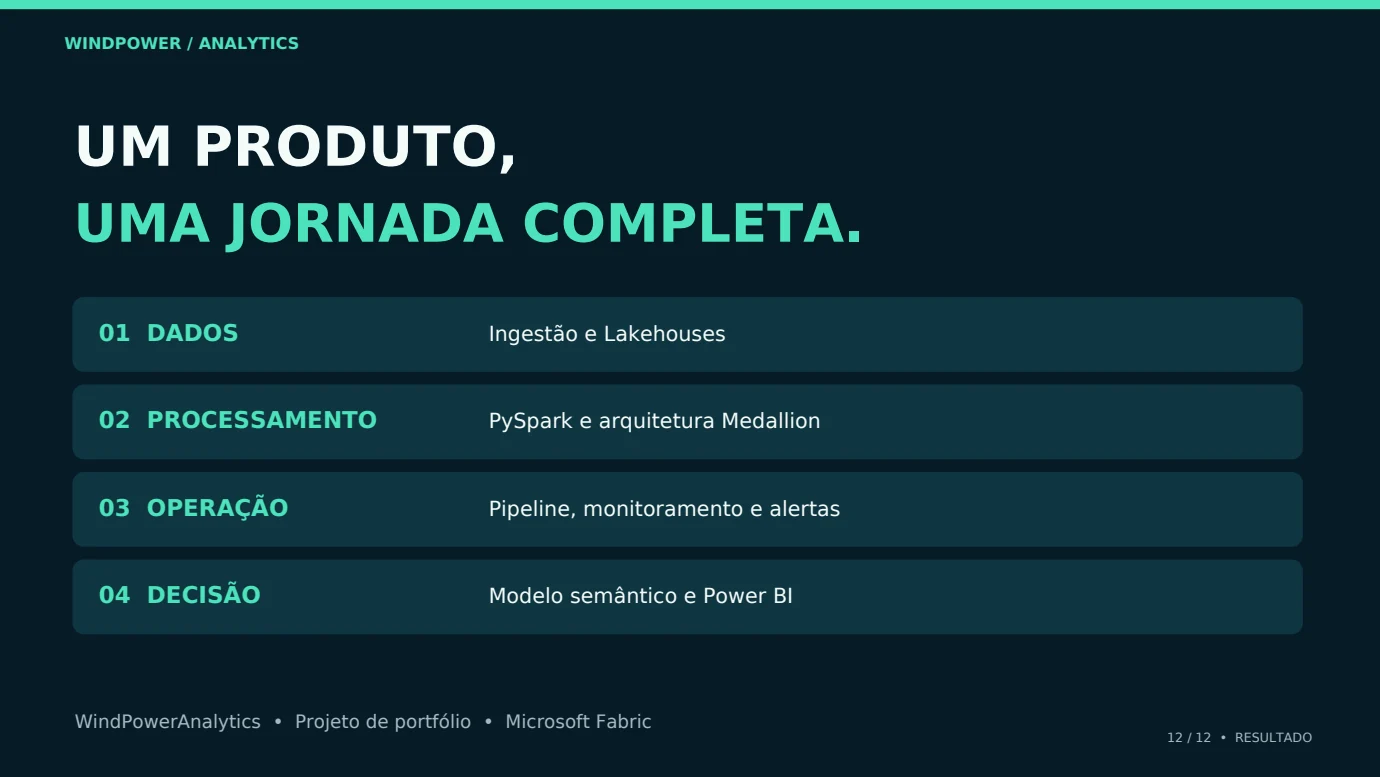 WINDPOWER / ANALYTICS
UM PRODUTO,
UMA JORNADA COMPLETA.
01 DADOS Ingestão e Lakehouses
02 PROCESSAMENTO PySpark e arquitetura Medallion
03 OPERAÇÃO Pipeline, monitoramento e alertas
04 DECISÃO Modelo semântico e Power BI
WindPowerAnalytics • Projeto de portfólio • Microsoft Fabric
12 / 12 • RESULTADO